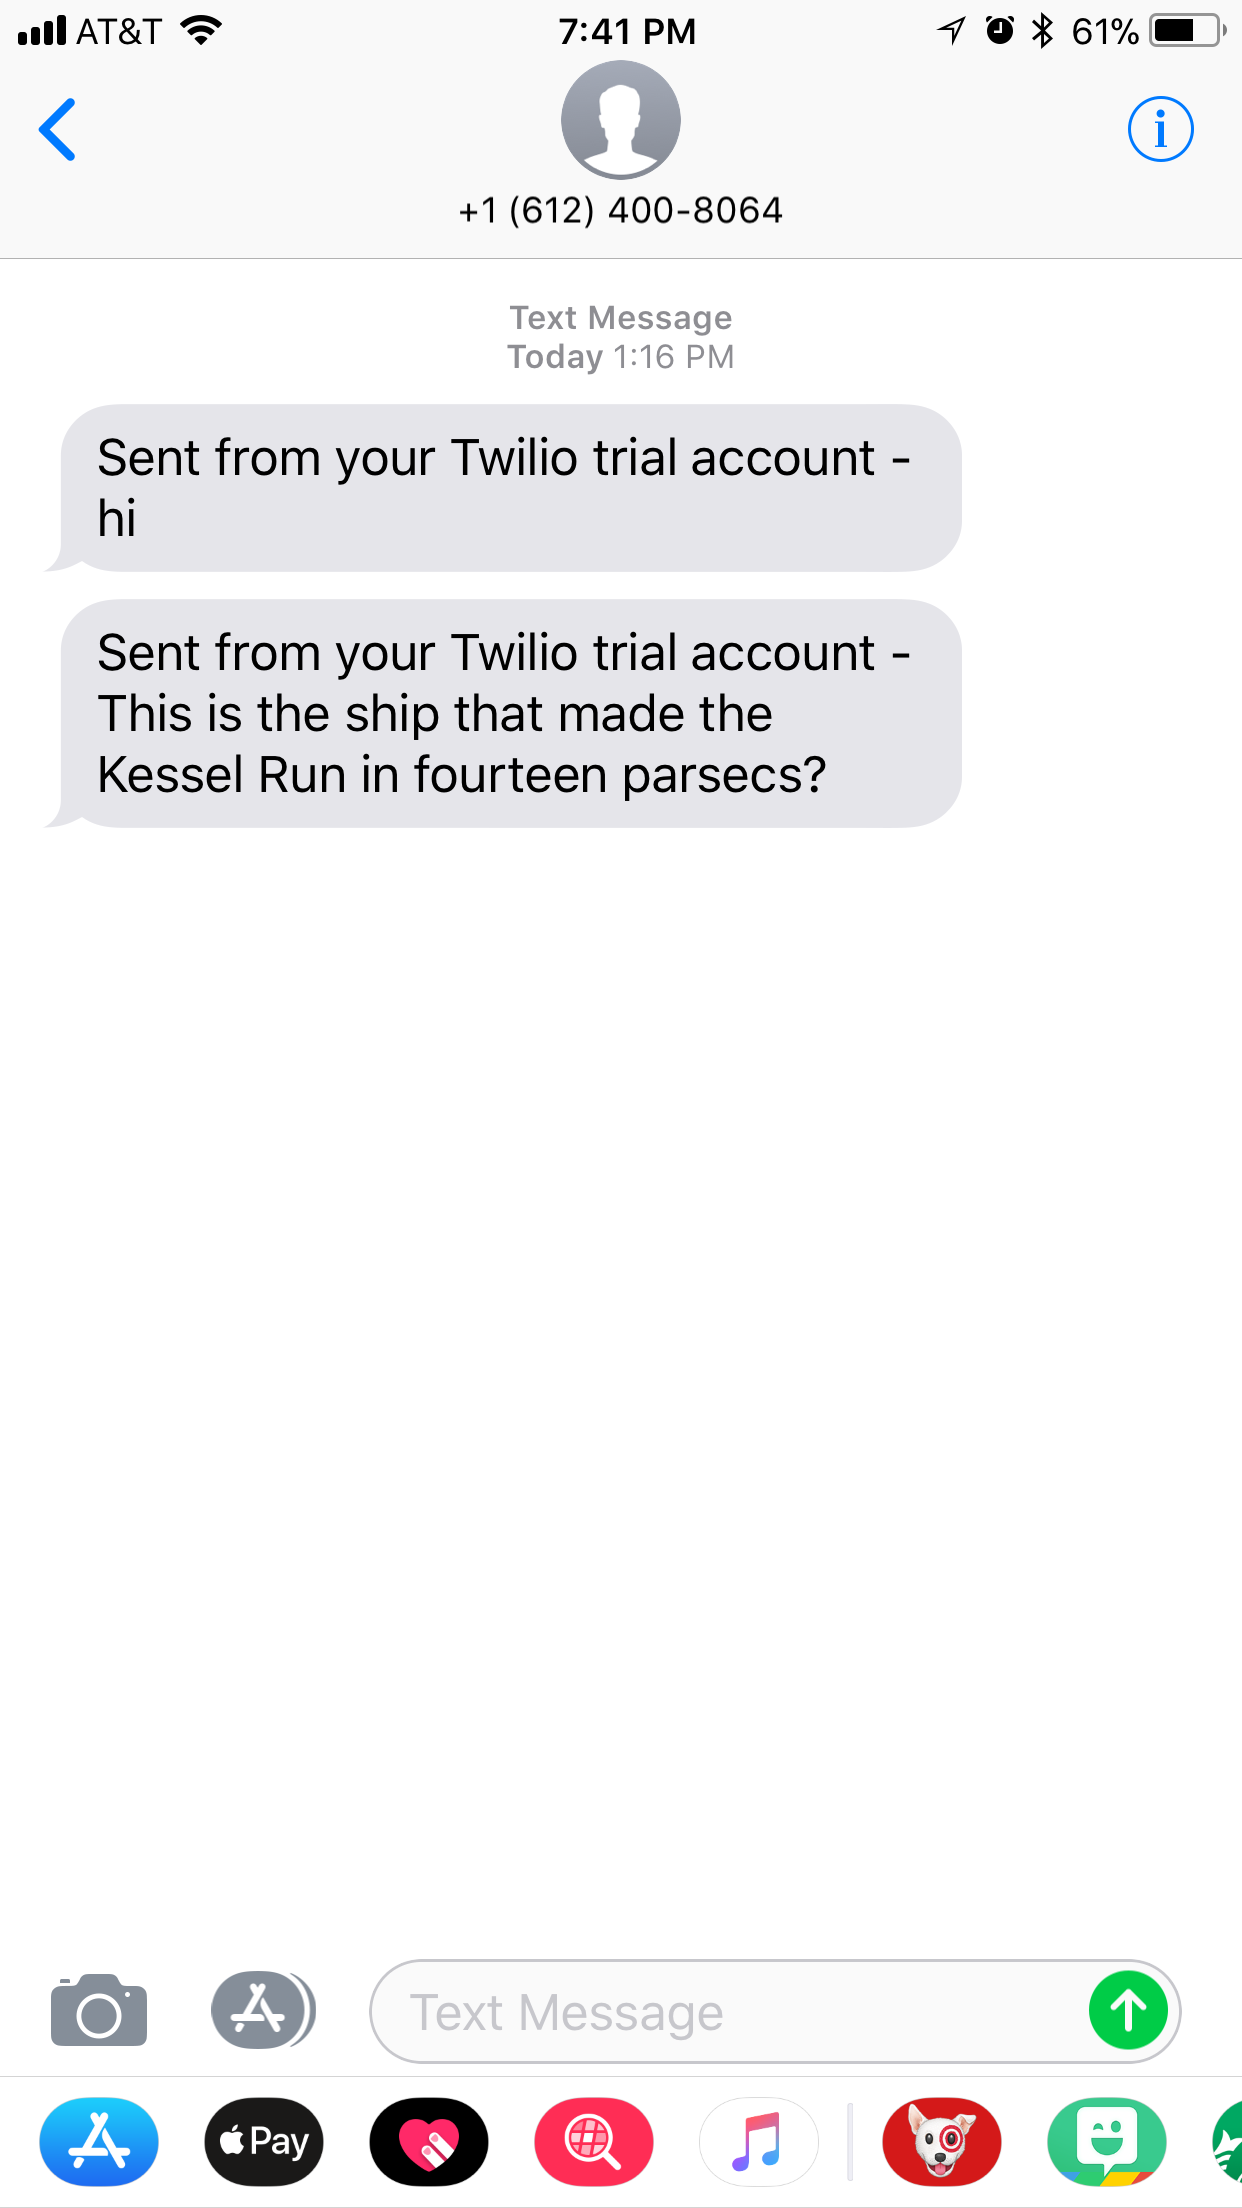 AT&T 7:41 PM 61%
+1 (612) 400-8064
Text Message
Today 1:16 PM
Sent from your Twilio trial account -
hi
Sent from your Twilio trial account -
This is the ship that made the
Kessel Run in fourteen parsecs?
Text Message
Pay